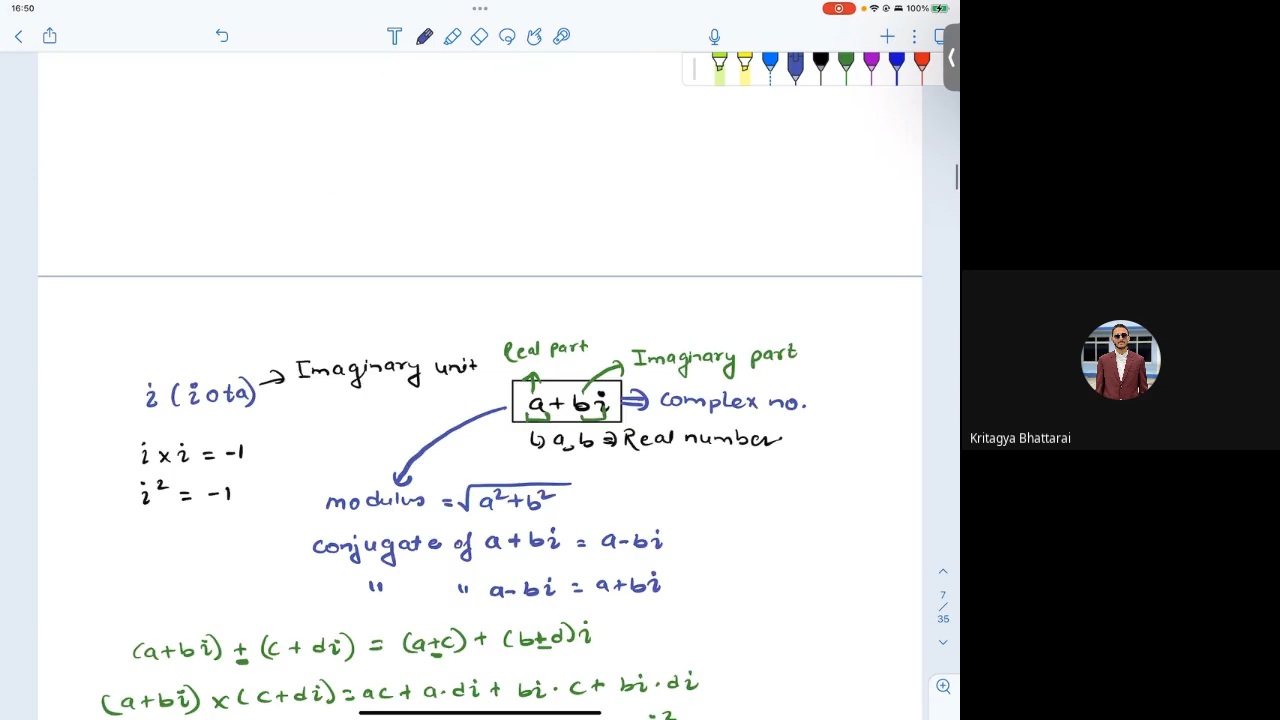 16:50
100%
T
Real part
Imaginary part
i (iota) → Imaginary unit
a + bi ⇒ complex no.
↳ a, b ⇒ Real number
i × i = -1
i² = -1
modulus = √a²+b²
conjugate of a + bi = a - bi
" " a - bi = a + bi
(a+bi) ± (c + di) = (a±c) + (b±d)i
(a+bi) × (c+di) = ac + a·di + bi·c + bi·di
i²
7
/
35
Kritagya Bhattarai